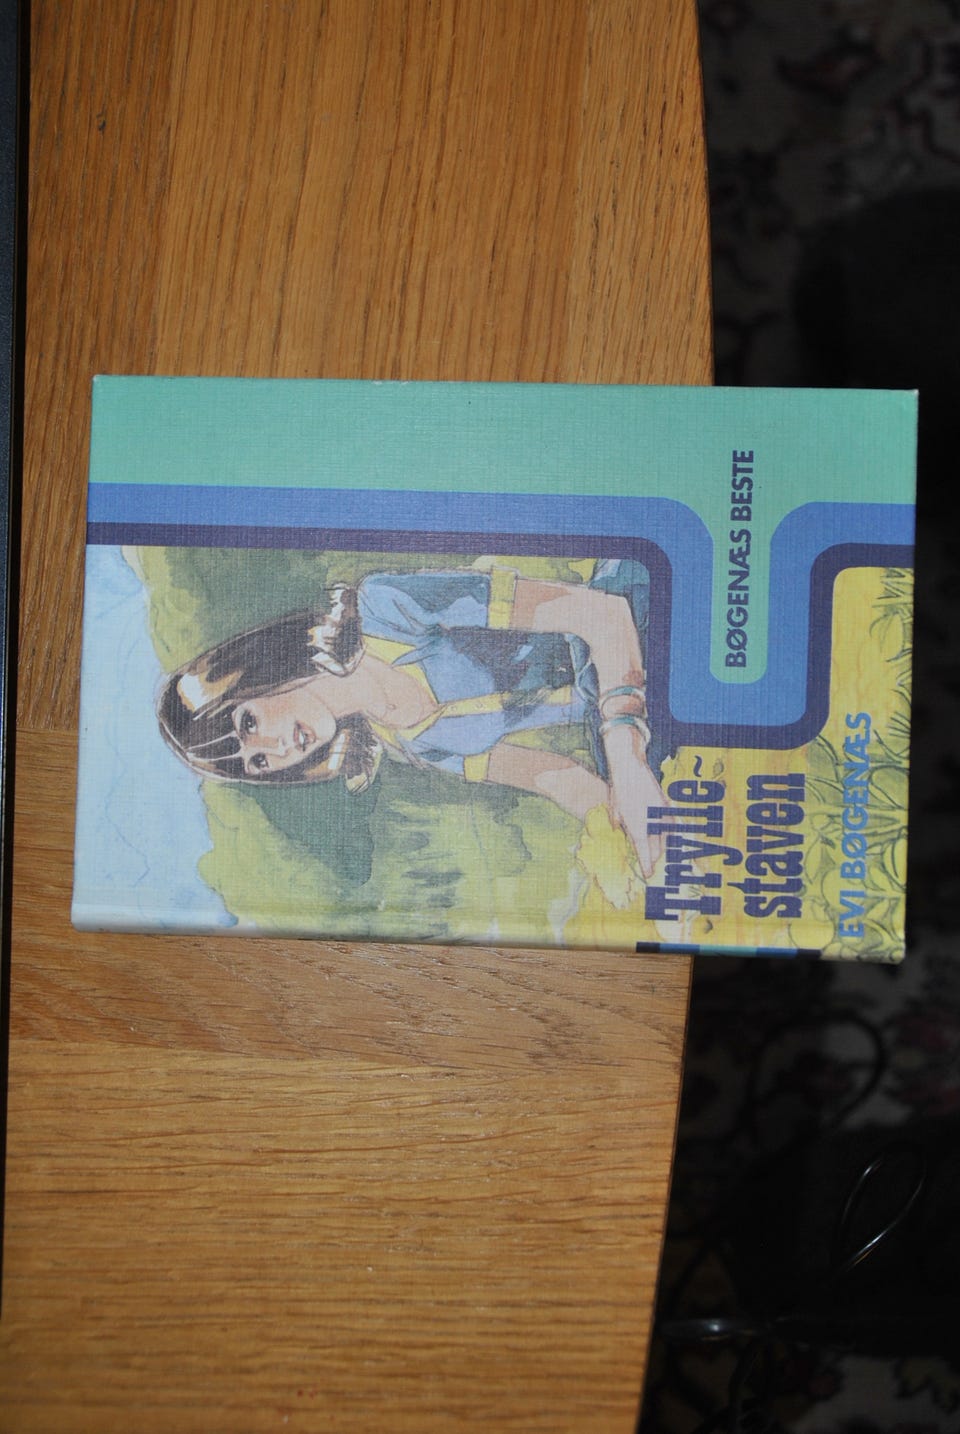 BØGENÆS BESTE
Trylle~
staven
EVI BØGENÆS